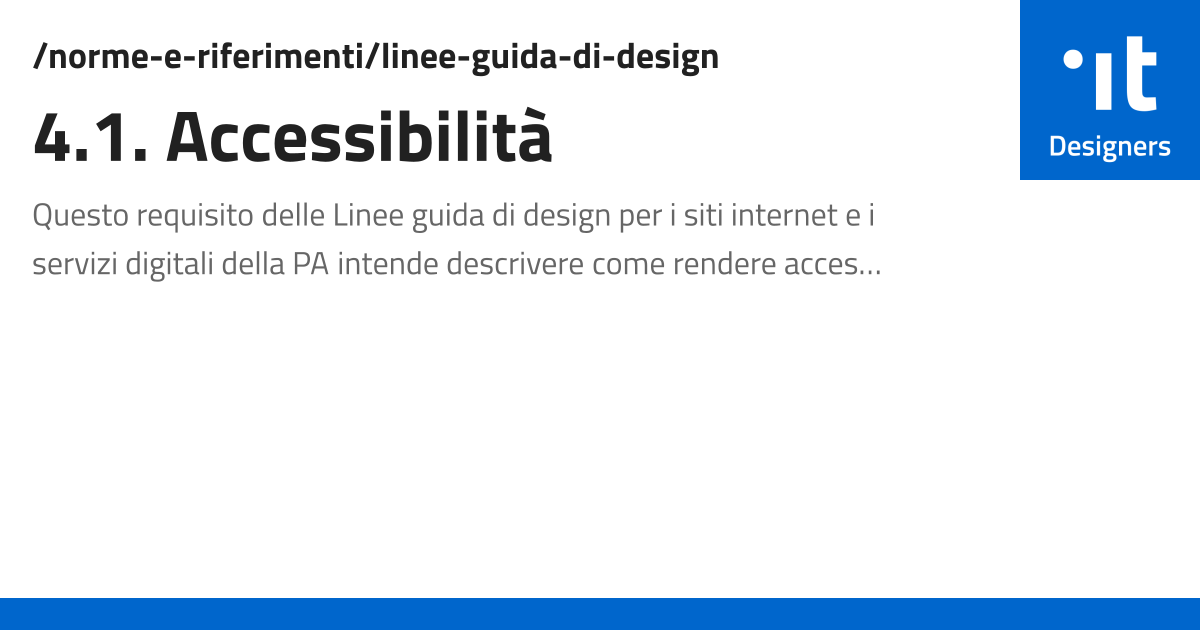 /norme-e-riferimenti/linee-guida-di-design
4.1. Accessibilità
Questo requisito delle Linee guida di design per i siti internet e i
servizi digitali della PA intende descrivere come rendere acces…
it
Designers